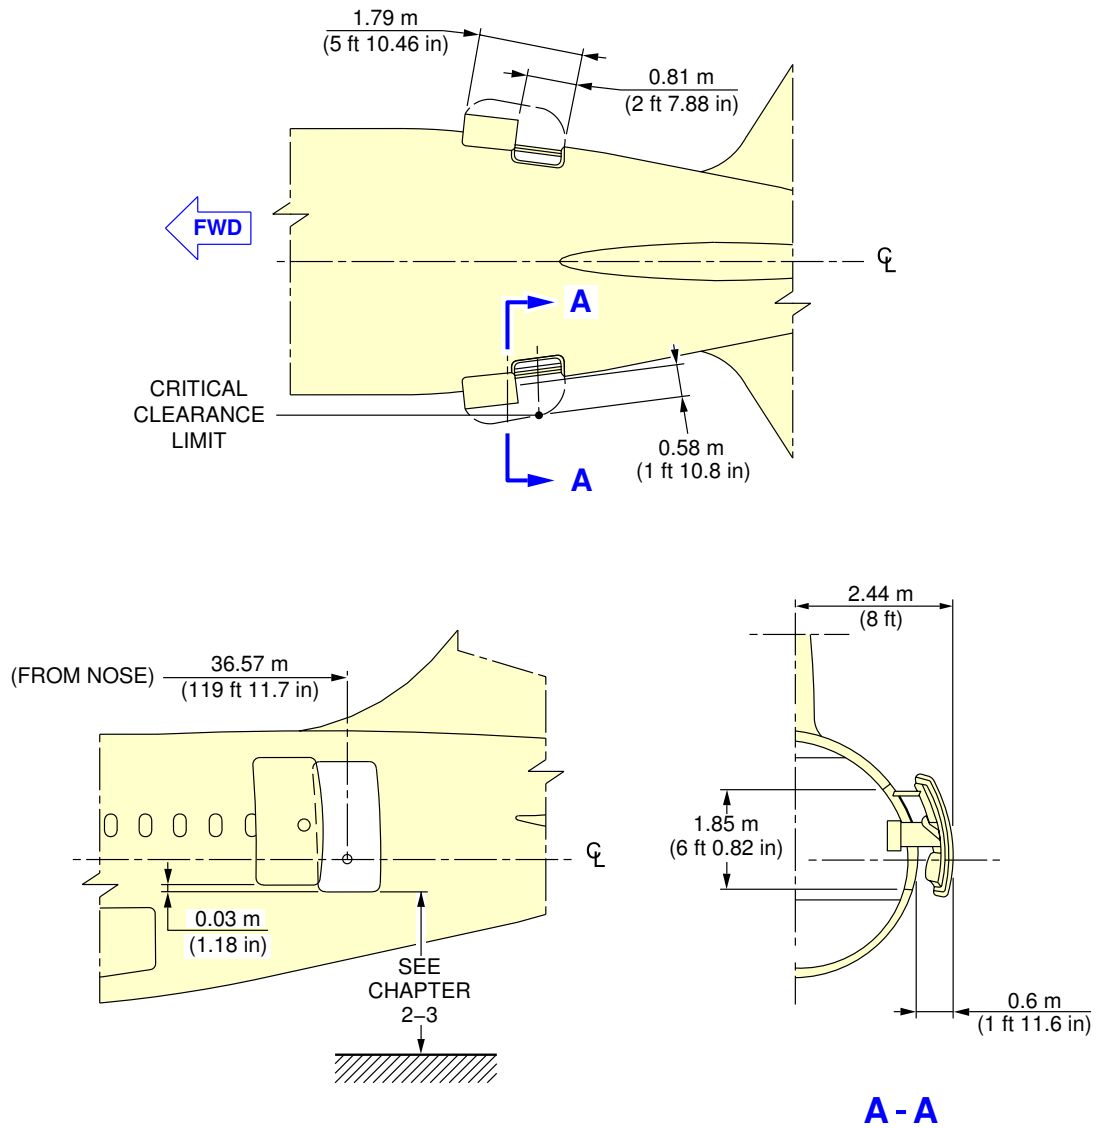 1.79 m
(5 ft 10.46 in)
0.81 m
(2 ft 7.88 in)
FWD
℄
A
CRITICAL
CLEARANCE
LIMIT
0.58 m
(1 ft 10.8 in)
A
2.44 m
(8 ft)
(FROM NOSE)
36.57 m
(119 ft 11.7 in)
1.85 m
(6 ft 0.82 in)
℄
0.03 m
(1.18 in)
SEE
CHAPTER
2−3
0.6 m
(1 ft 11.6 in)
A - A